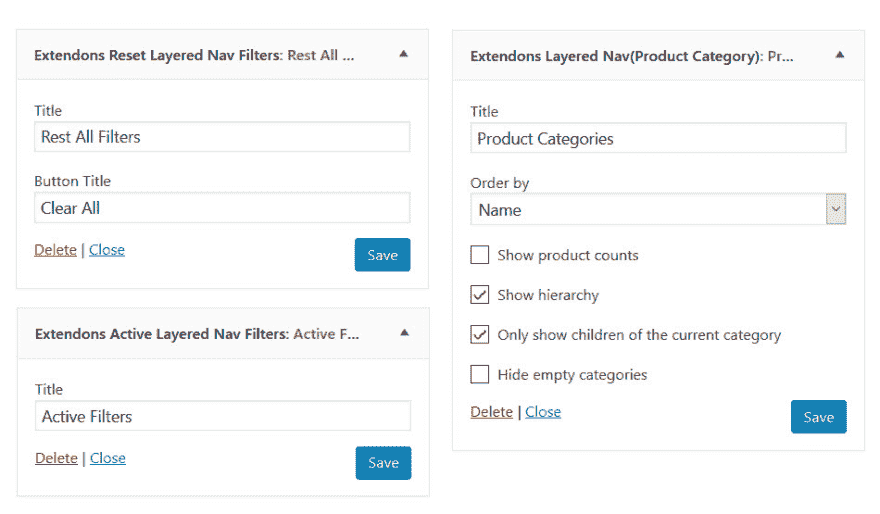 Extendons Reset Layered Nav Filters: Rest All ...
Title
Rest All Filters
Button Title
Clear All
Delete | Close
Save
Extendons Active Layered Nav Filters: Active F...
Title
Active Filters
Delete | Close
Save
Extendons Layered Nav(Product Category): Pr...
Title
Product Categories
Order by
Name
Show product counts
Show hierarchy
Only show children of the current category
Hide empty categories
Delete | Close
Save